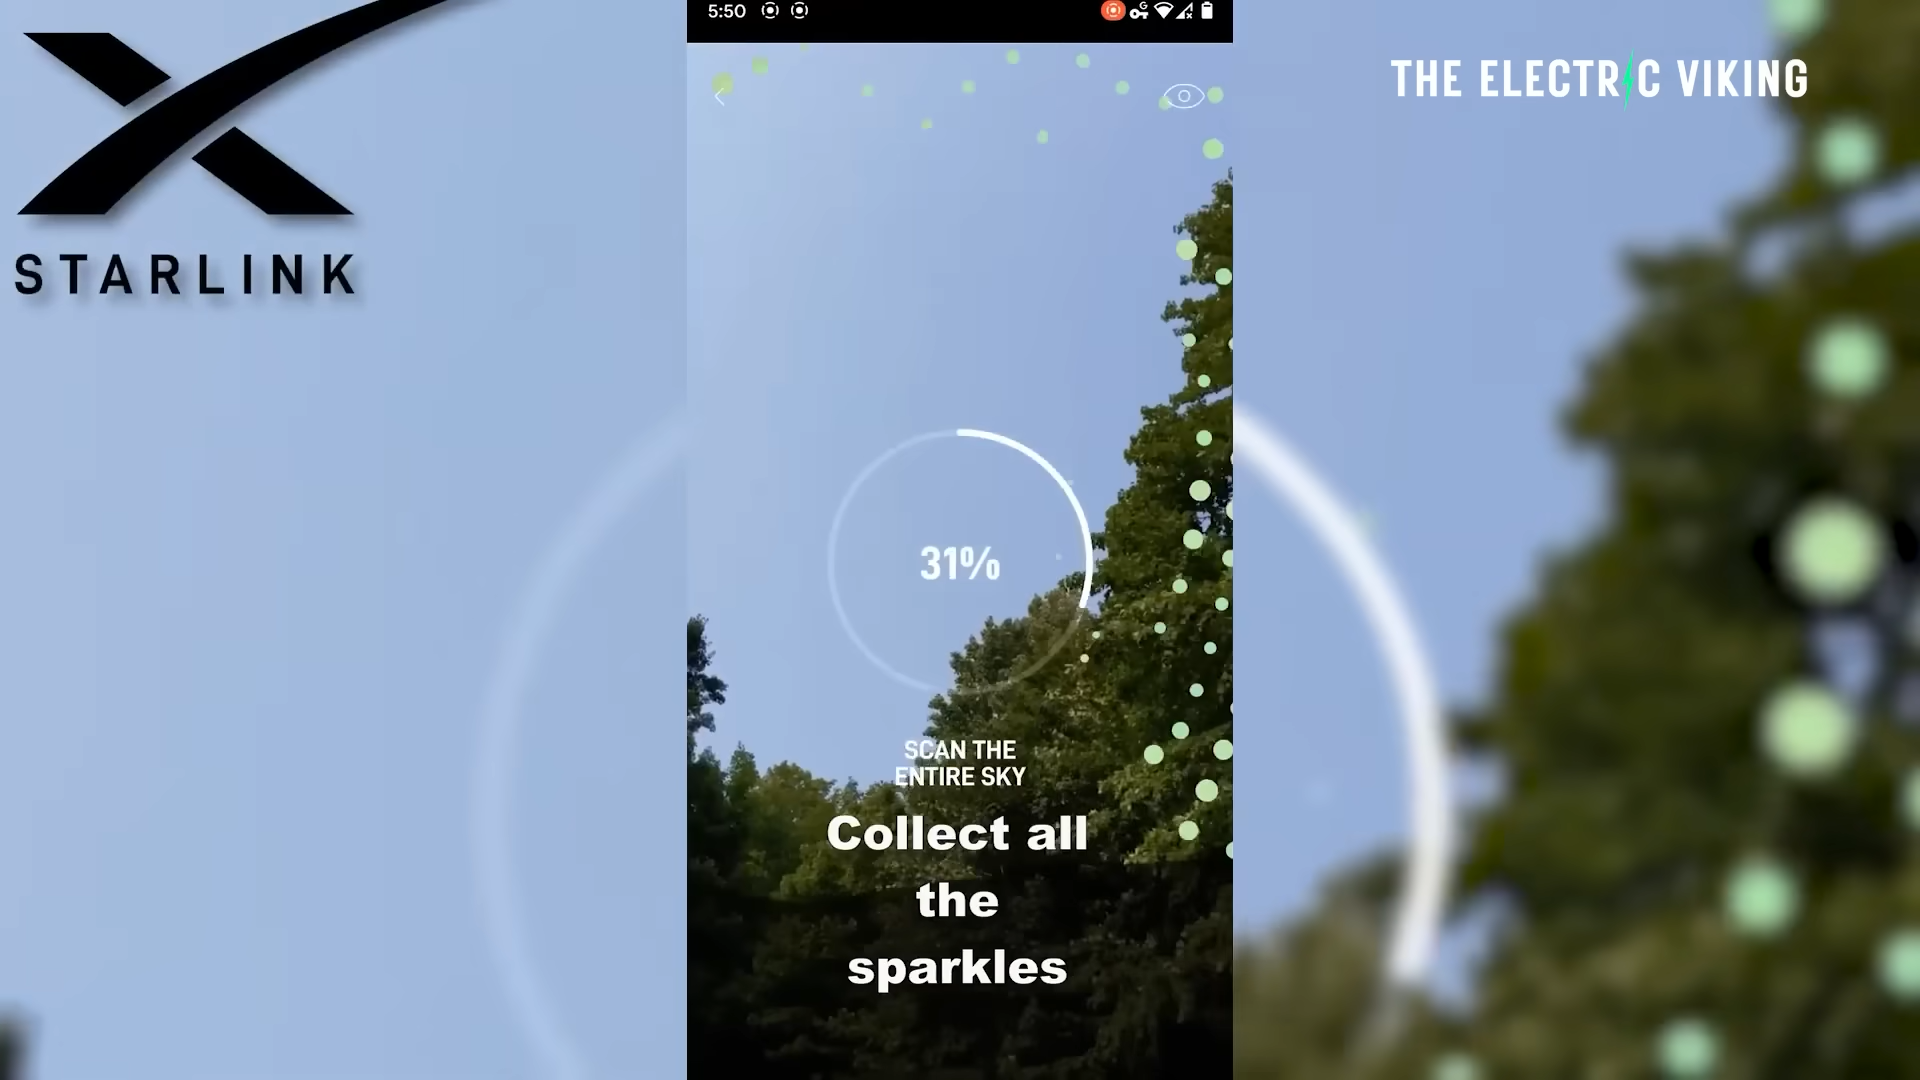 STARLINK
5:50
THE ELECTRIC VIKING
31%
SCAN THE
ENTIRE SKY
Collect all
the
sparkles